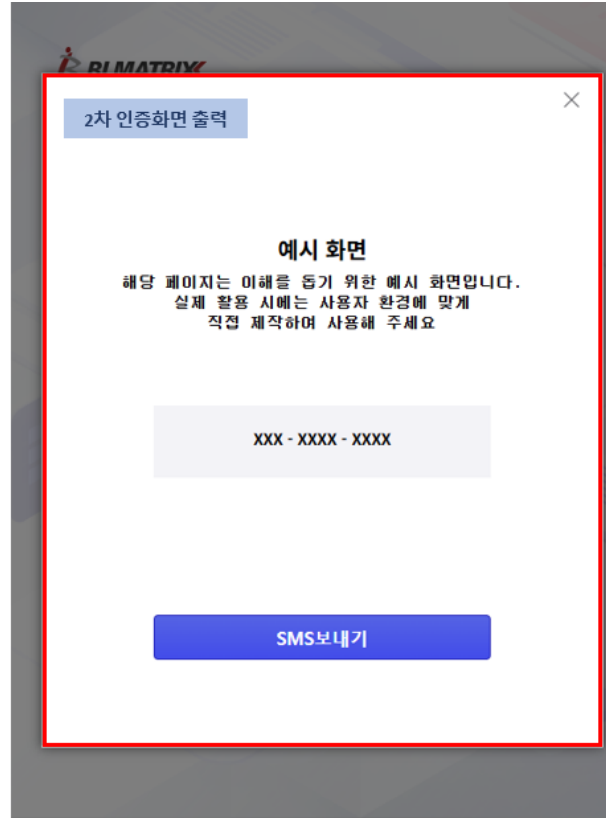 BI MATRIX
2차 인증화면 출력
예시 화면
해당 페이지는 이해를 돕기 위한 예시 화면입니다.
실제 활용 시에는 사용자 환경에 맞게
직접 제작하여 사용해 주세요
XXX - XXXX - XXXX
SMS보내기